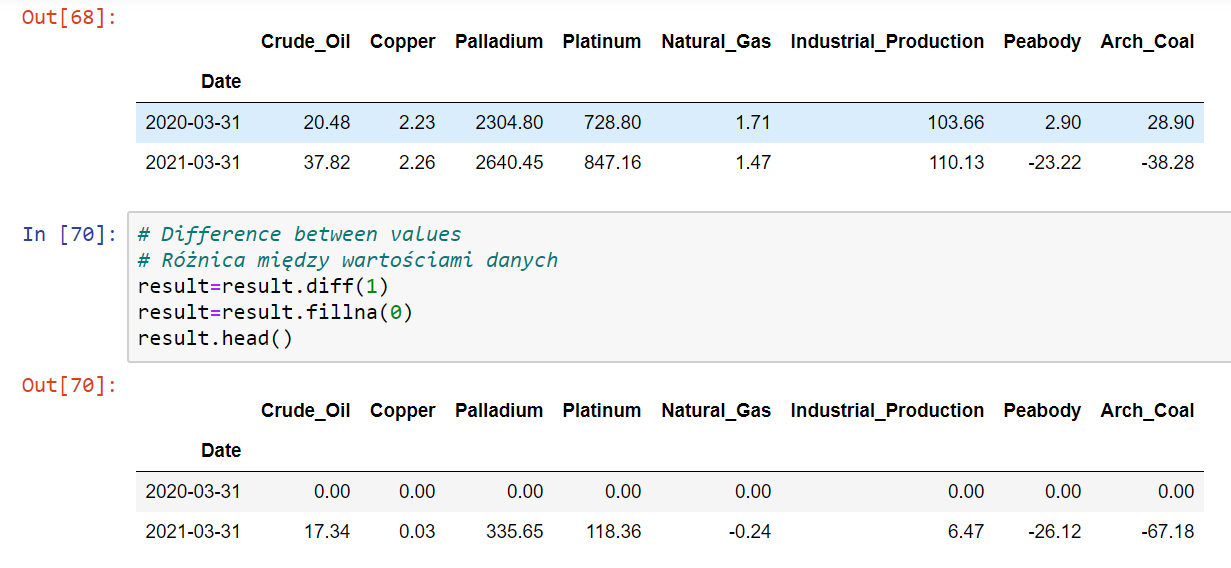 Out[68]:
Crude_Oil Copper Palladium Platinum Natural_Gas Industrial_Production Peabody Arch_Coal
Date
2020-03-31 20.48 2.23 2304.80 728.80 1.71 103.66 2.90 28.90
2021-03-31 37.82 2.26 2640.45 847.16 1.47 110.13 -23.22 -38.28
In [70]: # Difference between values
# Różnica między wartościami danych
result=result.diff(1)
result=result.fillna(0)
result.head()
Out[70]:
Crude_Oil Copper Palladium Platinum Natural_Gas Industrial_Production Peabody Arch_Coal
Date
2020-03-31 0.00 0.00 0.00 0.00 0.00 0.00 0.00 0.00
2021-03-31 17.34 0.03 335.65 118.36 -0.24 6.47 -26.12 -67.18